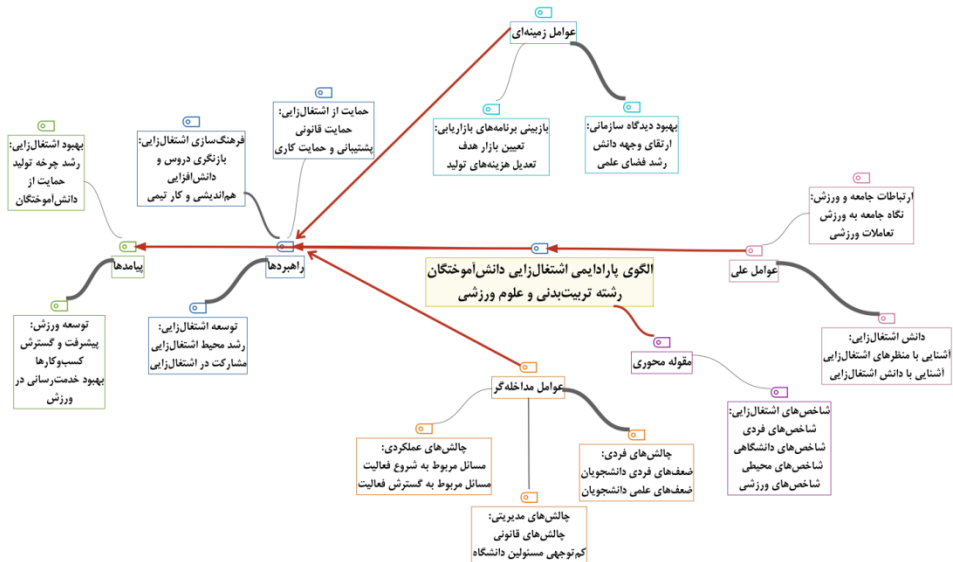 عوامل زمینه‌ای
بهبود دیدگاه سازمانی:
ارتقای وجهه دانش
رشد فضای علمی
بازبینی برنامه‌های بازاریابی:
تعیین بازار هدف
تعدیل هزینه‌های تولید
حمایت از اشتغال‌زایی:
حمایت قانونی
پشتیبانی و حمایت کاری
فرهنگ‌سازی اشتغال‌زایی:
بازنگری دروس و
دانش‌افزایی
هم‌اندیشی و کار تیمی
بهبود اشتغال‌زایی:
رشد چرخه تولید
حمایت از
دانش‌آموختگان
ارتباطات جامعه و ورزش:
نگاه جامعه به ورزش
تعاملات ورزشی
عوامل علی
الگوی پارادایمی اشتغال‌زایی دانش‌آموختگان
رشته تربیت‌بدنی و علوم ورزشی
راهبردها
پیامدها
دانش اشتغال‌زایی:
آشنایی با منظرهای اشتغال‌زایی
آشنایی با دانش اشتغال‌زایی
مقوله محوری
توسعه اشتغال‌زایی:
رشد محیط اشتغال‌زایی
مشارکت در اشتغال‌زایی
توسعه ورزش:
پیشرفت و گسترش
کسب‌وکارها
بهبود خدمت‌رسانی در
ورزش
عوامل مداخله‌گر
شاخص‌های اشتغال‌زایی:
شاخص‌های فردی
شاخص‌های دانشگاهی
شاخص‌های محیطی
شاخص‌های ورزشی
چالش‌های فردی:
ضعف‌های فردی دانشجویان
ضعف‌های علمی دانشجویان
چالش‌های عملکردی:
مسائل مربوط به شروع فعالیت
مسائل مربوط به گسترش فعالیت
چالش‌های مدیریتی:
چالش‌های قانونی
کم‌توجهی مسئولین دانشگاه